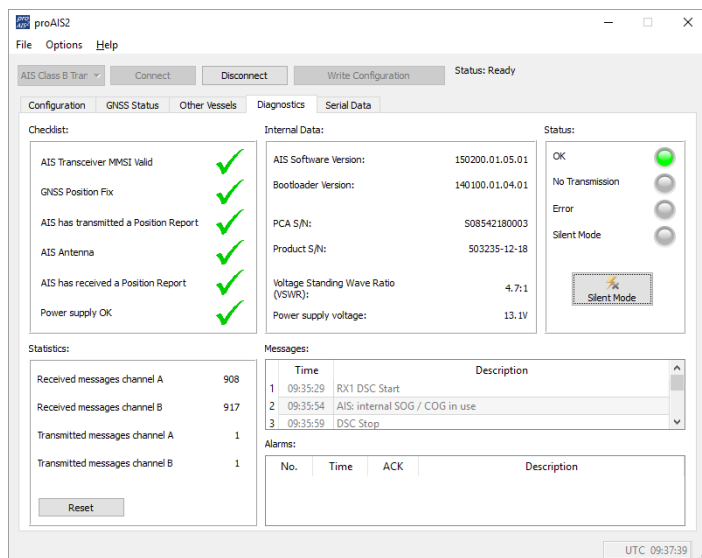 proAIS2
File Options Help
AIS Class B Tran Connect Disconnect Write Configuration Status: Ready
Configuration GNSS Status Other Vessels Diagnostics Serial Data
Checklist:
AIS Transceiver MMSI Valid
GNSS Position Fix
AIS has transmitted a Position Report
AIS Antenna
AIS has received a Position Report
Power supply OK
Internal Data:
AIS Software Version: 150200.01.05.01
Bootloader Version: 140100.01.04.01
PCA S/N: S08542180003
Product S/N: 503235-12-18
Voltage Standing Wave Ratio
(VSWR): 4.7:1
Power supply voltage: 13.1V
Status:
OK
No Transmission
Error
Silent Mode
Silent Mode
Statistics:
Received messages channel A 908
Received messages channel B 917
Transmitted messages channel A 1
Transmitted messages channel B 1
Reset
Messages:
Time Description
1 09:35:29 RX1 DSC Start
2 09:35:54 AIS: internal SOG / COG in use
3 09:35:59 DSC Stop
Alarms:
No. Time ACK Description
UTC 09:37:39